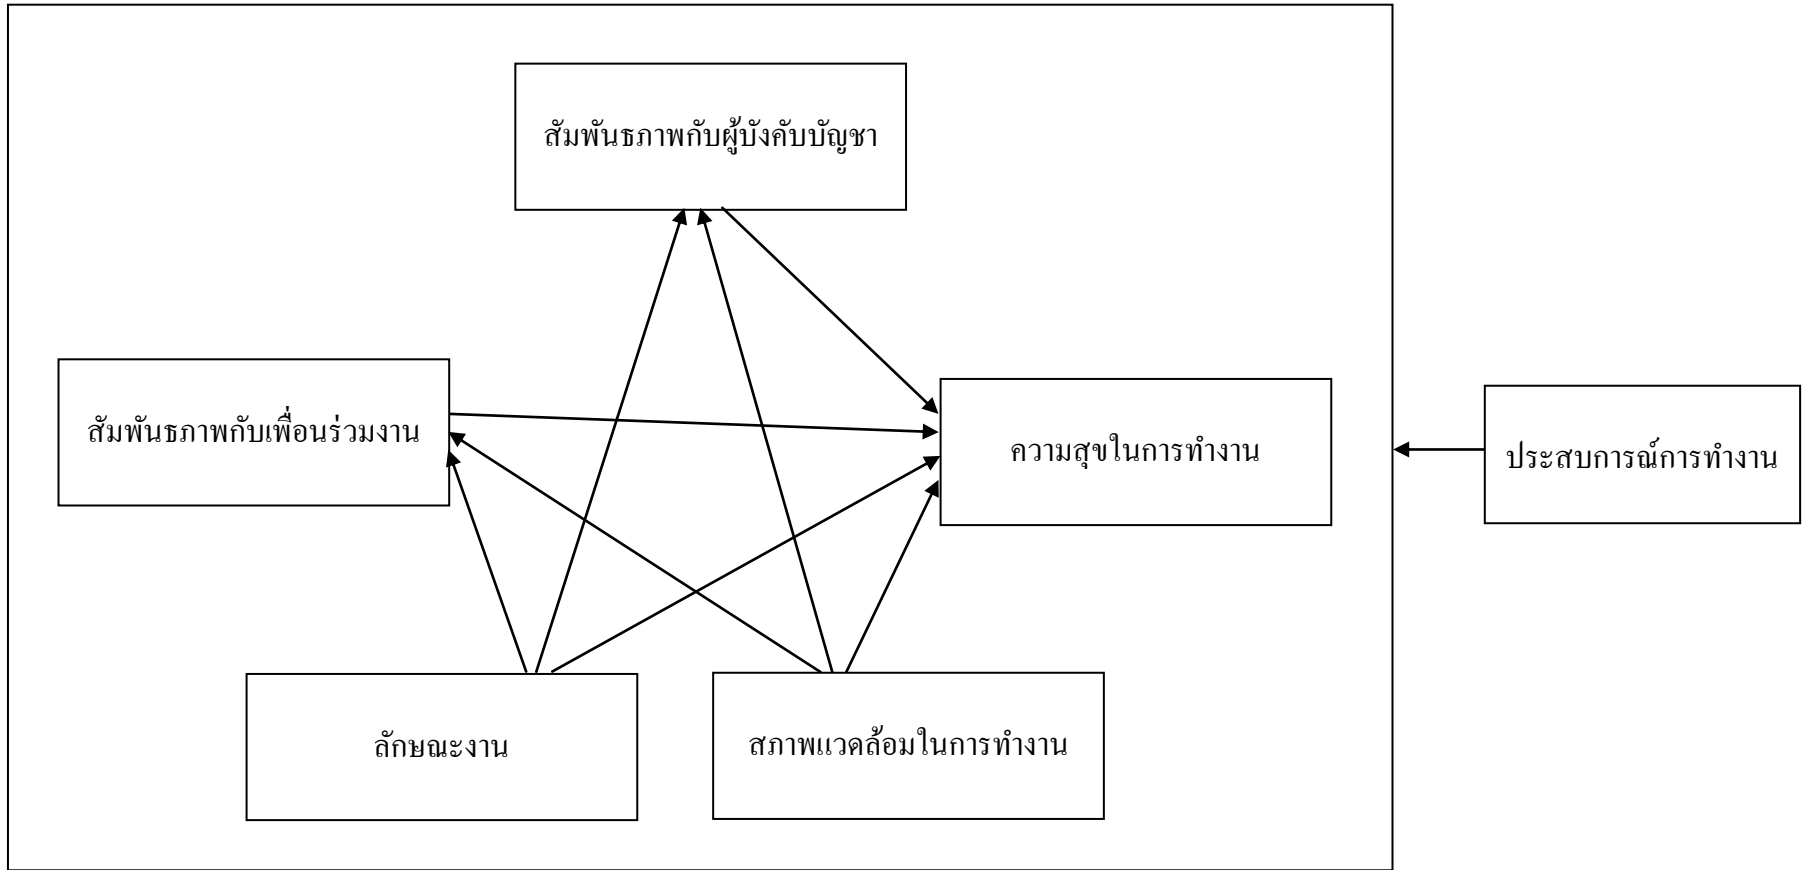 สัมพันธภาพกับผู้บังคับบัญชา
สัมพันธภาพกับเพื่อนร่วมงาน
ความสุขในการทำงาน
ประสบการณ์การทำงาน
ลักษณะงาน
สภาพแวดล้อมในการทำงาน